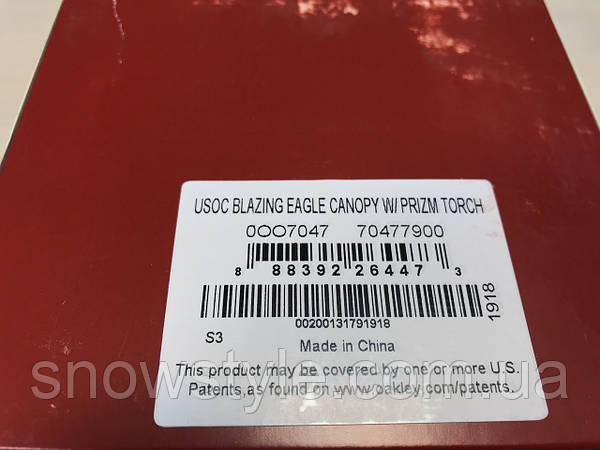 USOC BLAZING EAGLE CANOPY W/ PRIZM TORCH
0OO7047 70477900
8 88392 26447 3
1918
00200131791918
S3
Made in China
This product may be covered by one or more U.S.
Patents, as found on www.oakley.com/patents.
snowstyle.com.ua